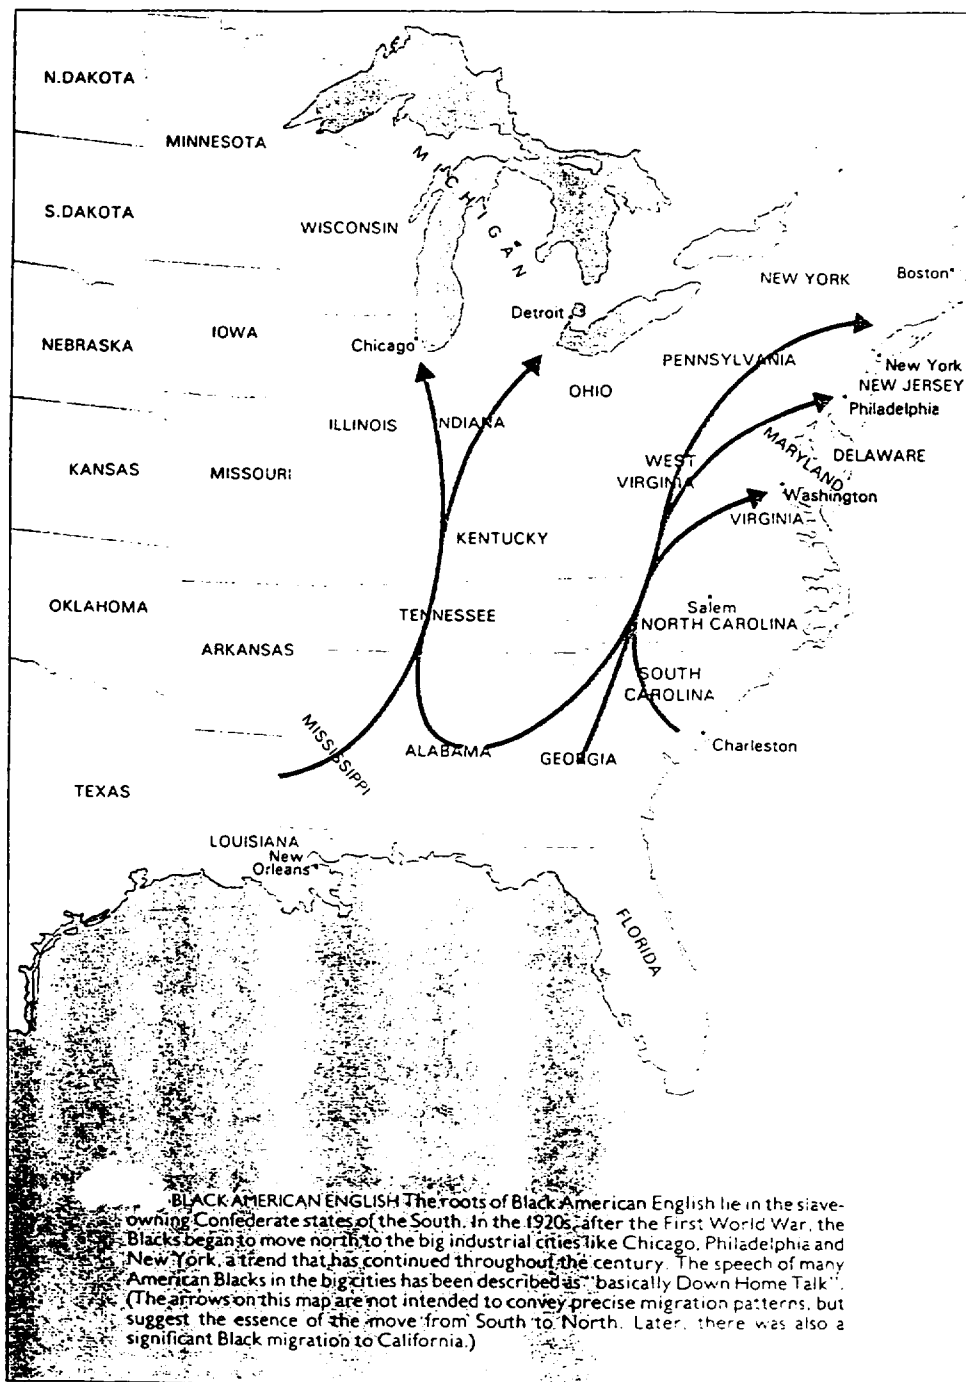 N.DAKOTA
MINNESOTA
MICHIGAN
S.DAKOTA
WISCONSIN
NEW YORK
Boston
Detroit
IOWA
NEBRASKA
Chicago
PENNSYLVANIA
New York
NEW JERSEY
OHIO
Philadelphia
ILLINOIS
INDIANA
MARYLAND
DELAWARE
KANSAS
MISSOURI
WEST
VIRGINIA
Washington
VIRGINIA
KENTUCKY
OKLAHOMA
TENNESSEE
Salem
NORTH CAROLINA
ARKANSAS
SOUTH
CAROLINA
MISSISSIPPI
ALABAMA
GEORGIA
Charleston
TEXAS
LOUISIANA
New
Orleans
FLORIDA
BLACK AMERICAN ENGLISH The roots of Black American English lie in the slave-
owning Confederate states of the South. In the 1920s, after the First World War, the
Blacks began to move north to the big industrial cities like Chicago, Philadelphia and
New York, a trend that has continued throughout the century. The speech of many
American Blacks in the big cities has been described as "basically Down Home Talk".
(The arrows on this map are not intended to convey precise migration patterns, but
suggest the essence of the move from South to North. Later, there was also a
significant Black migration to California.)